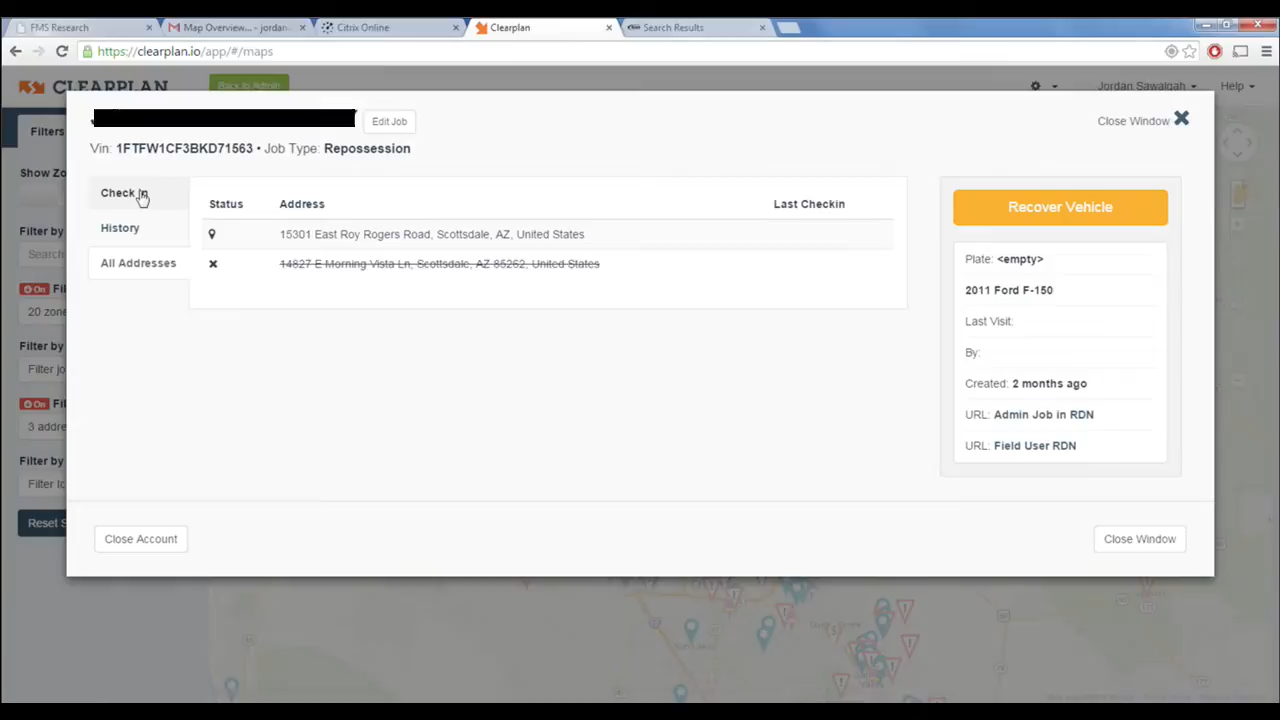 FMS Research
Map Overview... - jordan
Citrix Online
Clearplan
Search Results
https://clearplan.io/app/#/maps
CLEARPLAN
Back to Admin
Jordan Sawalqah
Help
Edit Job
Close Window
Vin: 1FTFW1CF3BKD71563 • Job Type: Repossession
Filters
Show Zo
Filter by
Search
On Fil
20 zone
Filter by
Filter jo
On Fil
3 addre
Filter by
Filter lo
Reset S
Check In
History
All Addresses
Status Address Last Checkin
15301 East Roy Rogers Road, Scottsdale, AZ, United States
14827 E Morning Vista Ln, Scottsdale, AZ 85262, United States
Recover Vehicle
Plate: <empty>
2011 Ford F-150
Last Visit:
By:
Created: 2 months ago
URL: Admin Job in RDN
URL: Field User RDN
Close Account
Close Window